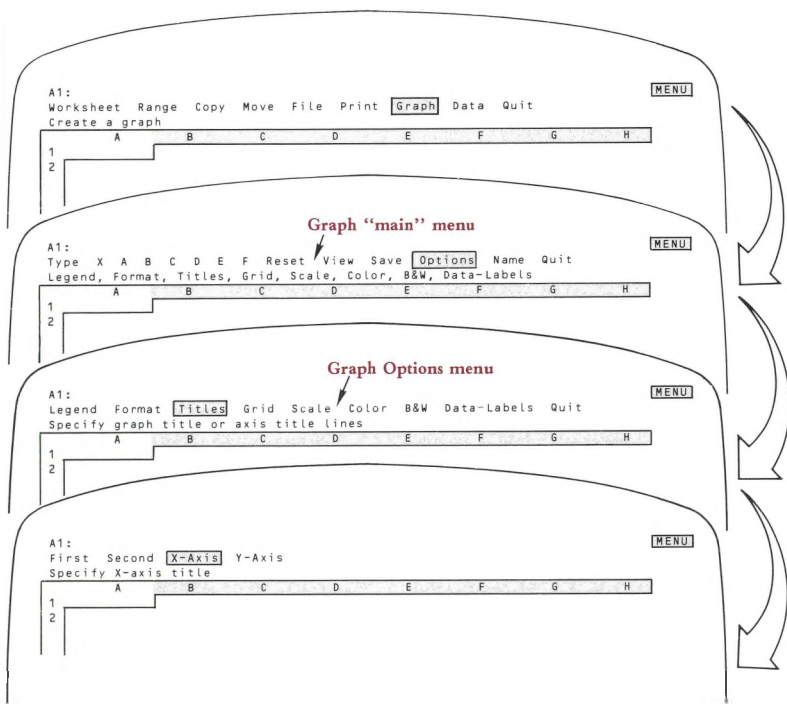 A1: MENU
Worksheet Range Copy Move File Print Graph Data Quit
Create a graph
A B C D E F G H
1
2
Graph “main” menu
A1: MENU
Type X A B C D E F Reset View Save Options Name Quit
Legend, Format, Titles, Grid, Scale, Color, B&W, Data-Labels
A B C D E F G H
1
2
Graph Options menu
A1: MENU
Legend Format Titles Grid Scale Color B&W Data-Labels Quit
Specify graph title or axis title lines
A B C D E F G H
1
2
A1: MENU
First Second X-Axis Y-Axis
Specify X-axis title
A B C D E F G H
1
2